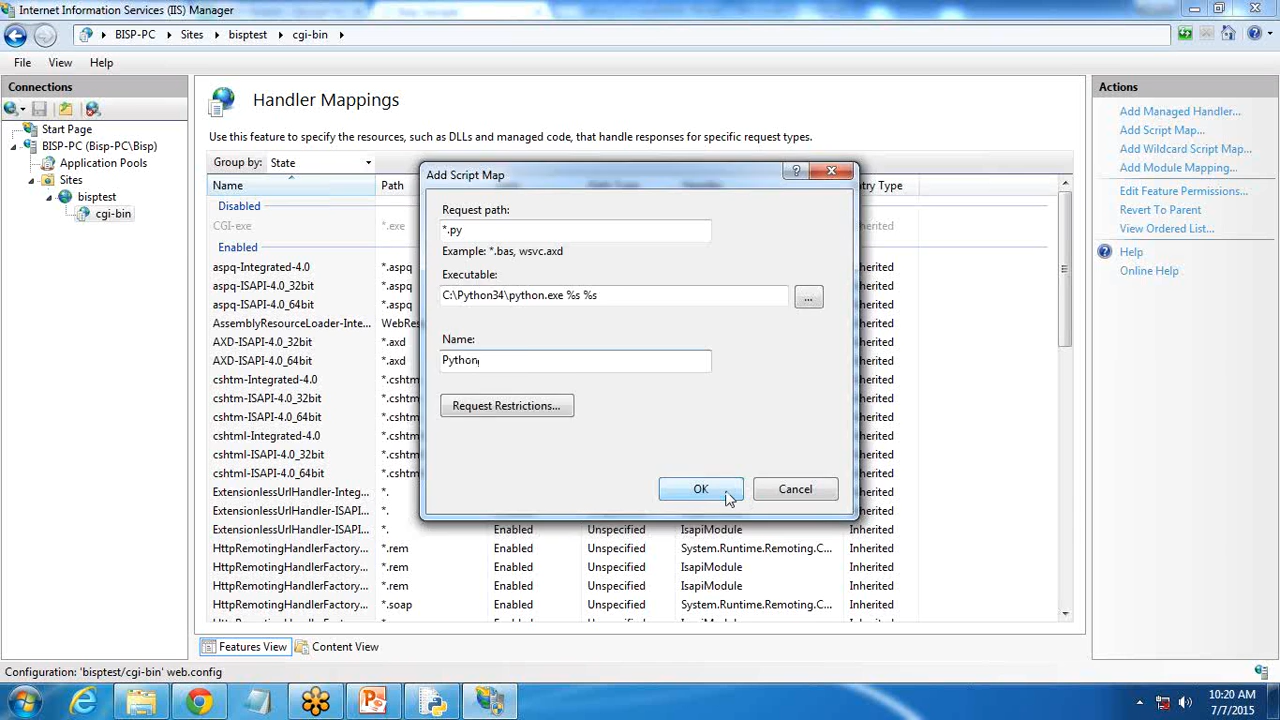 Internet Information Services (IIS) Manager
BISP-PC
Sites
bisptest
cgi-bin
File View Help
Connections
Start Page
BISP-PC (Bisp-PC\Bisp)
Application Pools
Sites
bisptest
cgi-bin
Handler Mappings
Use this feature to specify the resources, such as DLLs and managed code, that handle responses for specific request types.
Group by: State
Name Path Entry Type
Disabled
CGI-exe *.exe Inherited
Enabled
aspq-Integrated-4.0 *.aspq Inherited
aspq-ISAPI-4.0_32bit *.aspq Inherited
aspq-ISAPI-4.0_64bit *.aspq Inherited
AssemblyResourceLoader-Inte... WebRes Inherited
AXD-ISAPI-4.0_32bit *.axd Inherited
AXD-ISAPI-4.0_64bit *.axd Inherited
cshtm-Integrated-4.0 *.cshtm Inherited
cshtm-ISAPI-4.0_32bit *.cshtm Inherited
cshtm-ISAPI-4.0_64bit *.cshtm Inherited
cshtml-Integrated-4.0 *.cshtm Inherited
cshtml-ISAPI-4.0_32bit *.cshtm Inherited
cshtml-ISAPI-4.0_64bit *.cshtm Inherited
ExtensionlessUrlHandler-Integ... *. Inherited
ExtensionlessUrlHandler-ISAPI... *. Inherited
ExtensionlessUrlHandler-ISAPI... *. Enabled Unspecified IsapiModule Inherited
HttpRemotingHandlerFactory... *.rem Enabled Unspecified System.Runtime.Remoting.C... Inherited
HttpRemotingHandlerFactory... *.rem Enabled Unspecified IsapiModule Inherited
HttpRemotingHandlerFactory... *.rem Enabled Unspecified IsapiModule Inherited
HttpRemotingHandlerFactory... *.soap Enabled Unspecified System.Runtime.Remoting.C... Inherited
Add Script Map
Request path:
*.py
Example: *.bas, wsvc.axd
Executable:
C:\Python34\python.exe %s %s
...
Name:
Python
Request Restrictions...
OK Cancel
Actions
Add Managed Handler...
Add Script Map...
Add Wildcard Script Map...
Add Module Mapping...
Edit Feature Permissions...
Revert To Parent
View Ordered List...
Help
Online Help
Features View Content View
Configuration: 'bisptest/cgi-bin' web.config
10:20 AM
7/7/2015